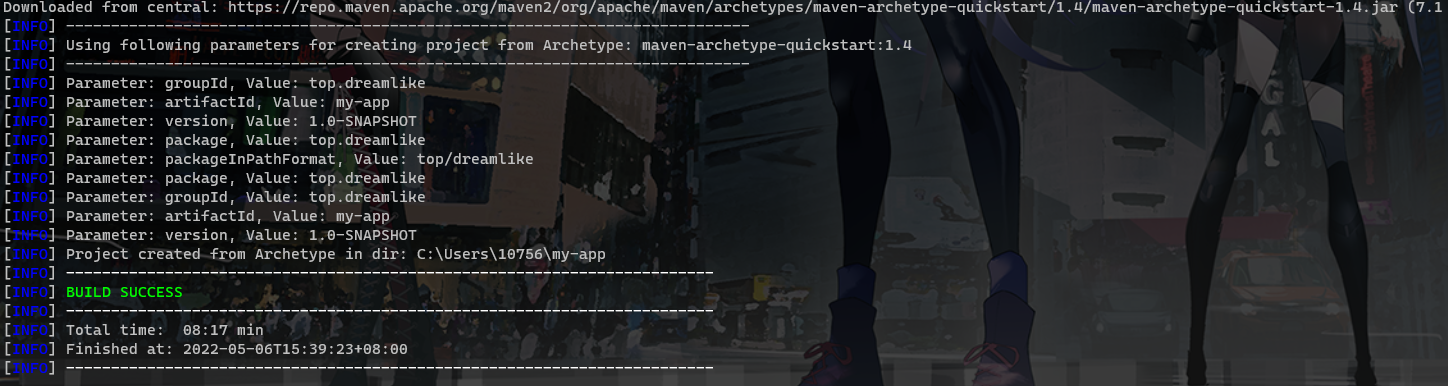 Downloaded from central: https://repo.maven.apache.org/maven2/org/apache/maven/archetypes/maven-archetype-quickstart/1.4/maven-archetype-quickstart-1.4.jar (7.1
[INFO] ----------------------------------------------------------------------------
[INFO] Using following parameters for creating project from Archetype: maven-archetype-quickstart:1.4
[INFO] ----------------------------------------------------------------------------
[INFO] Parameter: groupId, Value: top.dreamlike
[INFO] Parameter: artifactId, Value: my-app
[INFO] Parameter: version, Value: 1.0-SNAPSHOT
[INFO] Parameter: package, Value: top.dreamlike
[INFO] Parameter: packageInPathFormat, Value: top/dreamlike
[INFO] Parameter: package, Value: top.dreamlike
[INFO] Parameter: groupId, Value: top.dreamlike
[INFO] Parameter: artifactId, Value: my-app
[INFO] Parameter: version, Value: 1.0-SNAPSHOT
[INFO] Project created from Archetype in dir: C:\Users\10756\my-app
[INFO] ------------------------------------------------------------------------
[INFO] BUILD SUCCESS
[INFO] ------------------------------------------------------------------------
[INFO] Total time:  08:17 min
[INFO] Finished at: 2022-05-06T15:39:23+08:00
[INFO] ------------------------------------------------------------------------